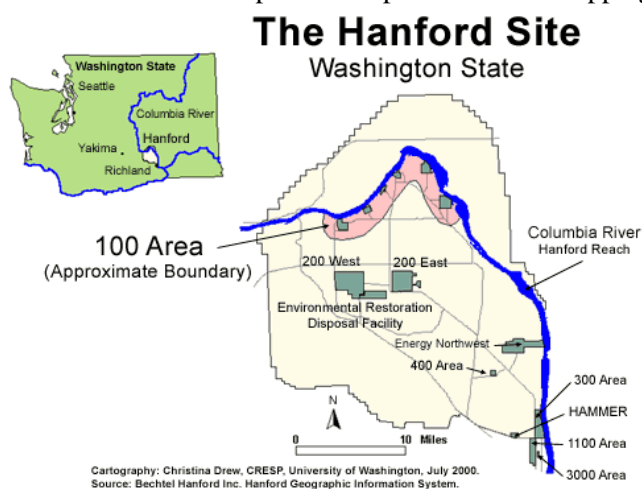 The Hanford Site
Washington State
Washington State
Seattle
Columbia River
Hanford
Yakima
Richland
100 Area
(Approximate Boundary)
Columbia River
Hanford Reach
200 West
200 East
Environmental Restoration
Disposal Facility
Energy Northwest
400 Area
300 Area
HAMMER
1100 Area
3000 Area
N
0
10 Miles
Cartography: Christina Drew, CRESP, University of Washington, July 2000.
Source: Bechtel Hanford Inc. Hanford Geographic Information System.